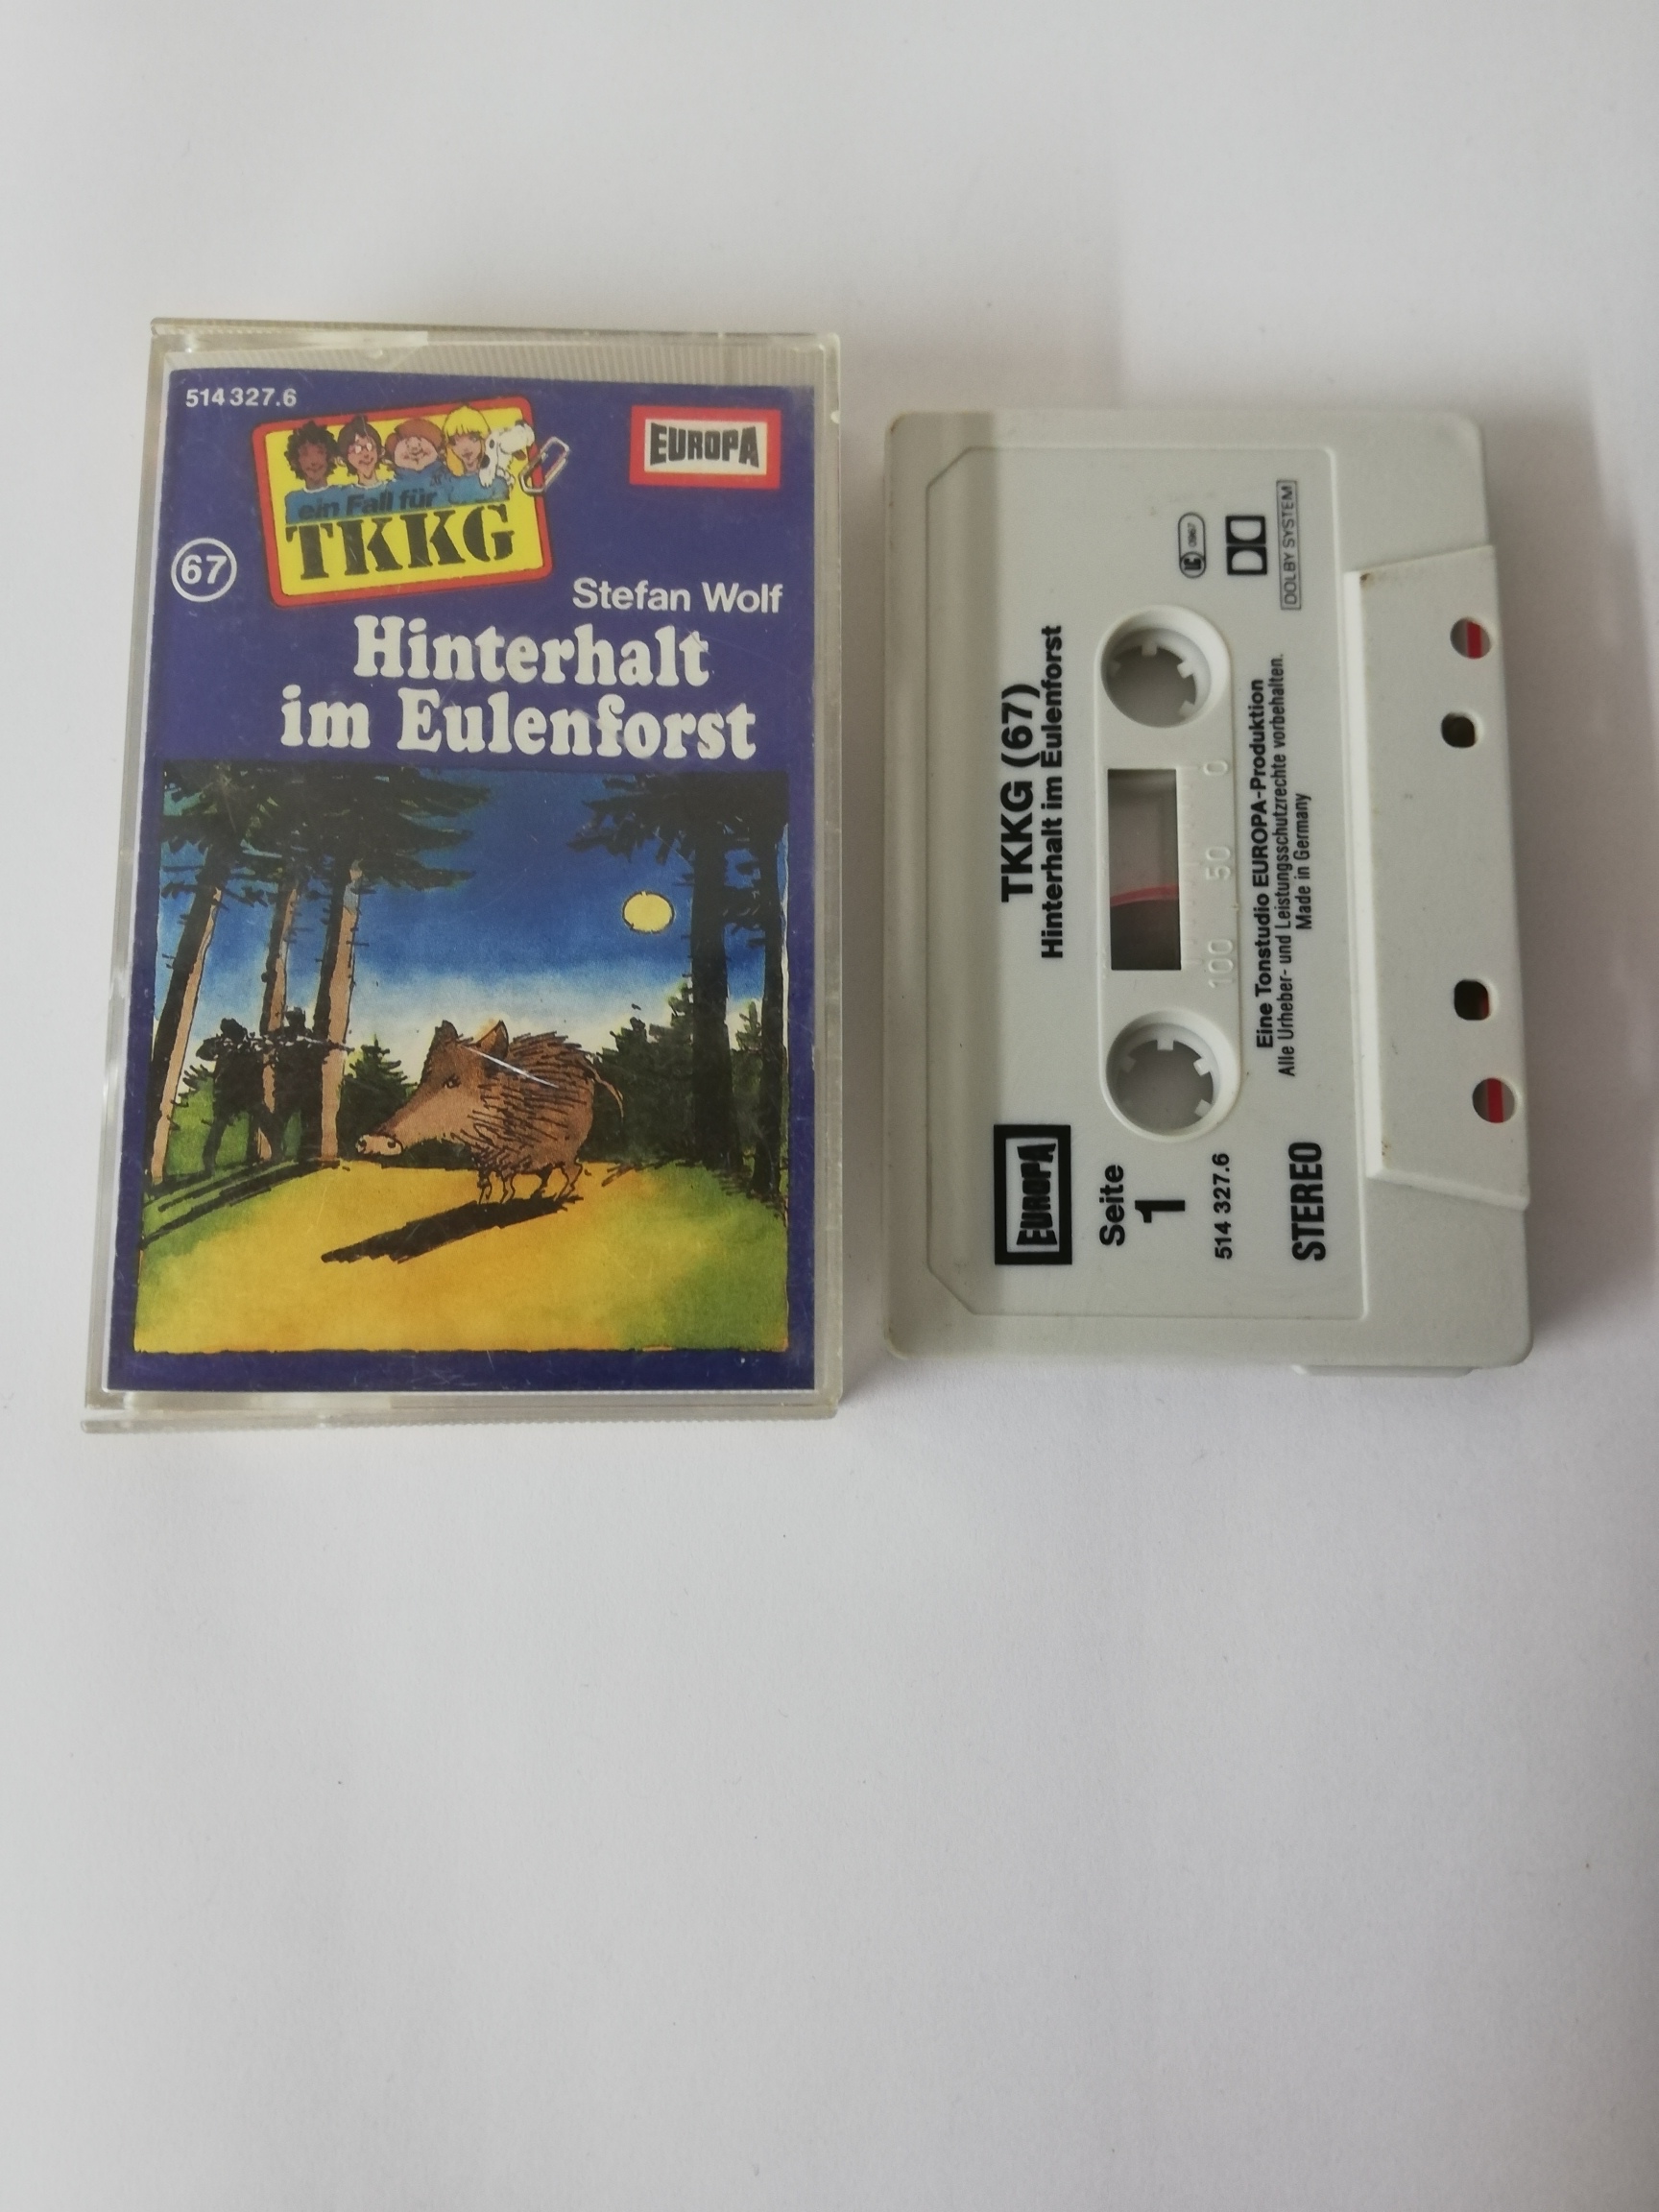 514 327.6
EUROPA
ein Fall für
TKKG
67
Stefan Wolf
Hinterhalt
im Eulenforst
TKKG (67)
Hinterhalt im Eulenforst
EUROPA
Seite
1
514 327.6
STEREO
100 50 0
LC 0967
DOLBY SYSTEM
Eine Tonstudio EUROPA-Produktion
Alle Urheber- und Leistungsschutzrechte vorbehalten.
Made in Germany